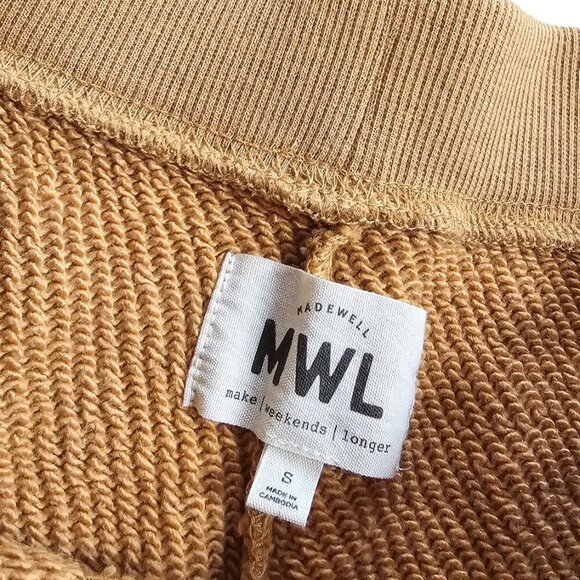 MADEWELL
MWL
make | weekends | longer
S
MADE IN
CAMBODIA